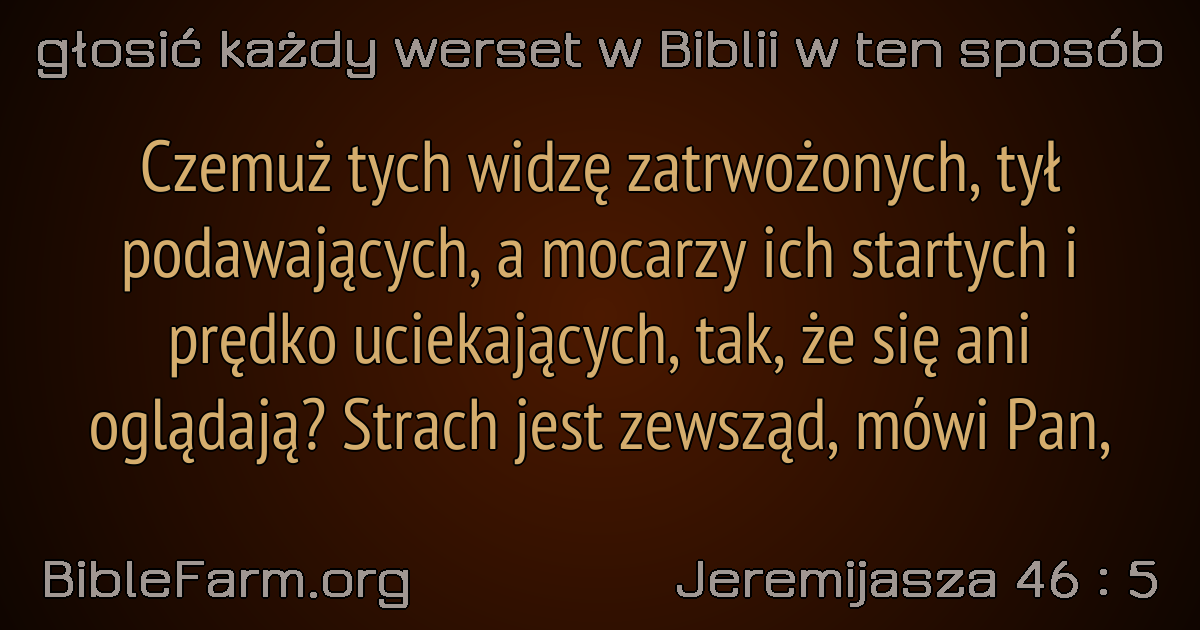 głosić każdy werset w Biblii w ten sposób
Czemuż tych widzę zatrwożonych, tył
podawających, a mocarzy ich startych i
prędko uciekających, tak, że się ani
oglądają? Strach jest zewsząd, mówi Pan,
BibleFarm.org
Jeremijasza 46 : 5